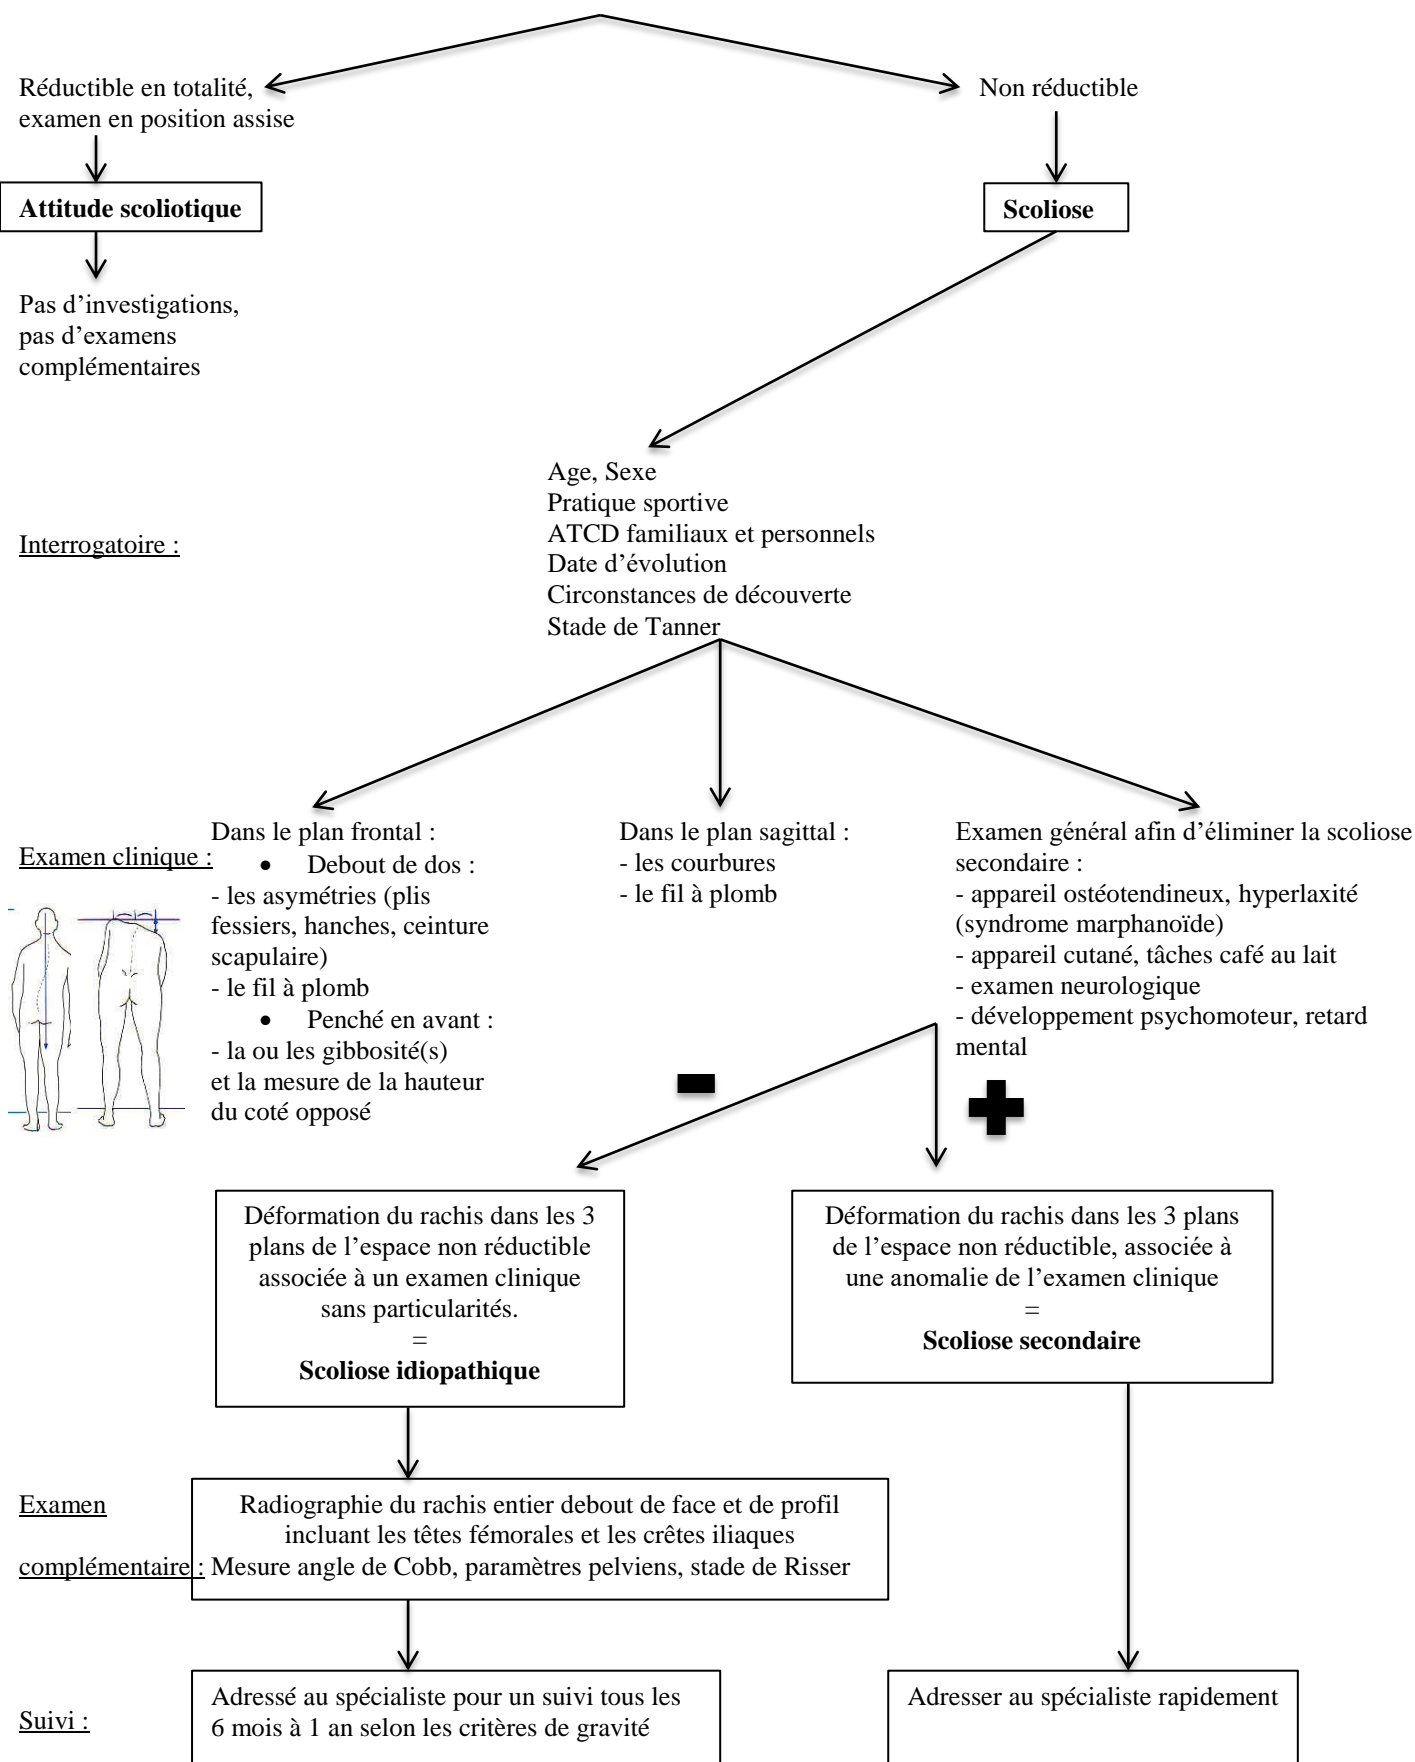 Réductible en totalité,
examen en position assise
Non réductible
Attitude scoliotique
Scoliose
Pas d’investigations,
pas d’examens
complémentaires
Interrogatoire :
Age, Sexe
Pratique sportive
ATCD familiaux et personnels
Date d’évolution
Circonstances de découverte
Stade de Tanner
Examen clinique :
Dans le plan frontal :
• Debout de dos :
- les asymétries (plis
fessiers, hanches, ceinture
scapulaire)
- le fil à plomb
• Penché en avant :
- la ou les gibbosité(s)
et la mesure de la hauteur
du coté opposé
Dans le plan sagittal :
- les courbures
- le fil à plomb
Examen général afin d’éliminer la scoliose
secondaire :
- appareil ostéotendineux, hyperlaxité
(syndrome marphanoïde)
- appareil cutané, tâches café au lait
- examen neurologique
- développement psychomoteur, retard
mental
Déformation du rachis dans les 3
plans de l’espace non réductible
associée à un examen clinique
sans particularités.
=
Scoliose idiopathique
Déformation du rachis dans les 3 plans
de l’espace non réductible, associée à
une anomalie de l’examen clinique
=
Scoliose secondaire
Examen
complémentaire :
Radiographie du rachis entier debout de face et de profil
incluant les têtes fémorales et les crêtes iliaques
Mesure angle de Cobb, paramètres pelviens, stade de Risser
Suivi :
Adressé au spécialiste pour un suivi tous les
6 mois à 1 an selon les critères de gravité
Adresser au spécialiste rapidement